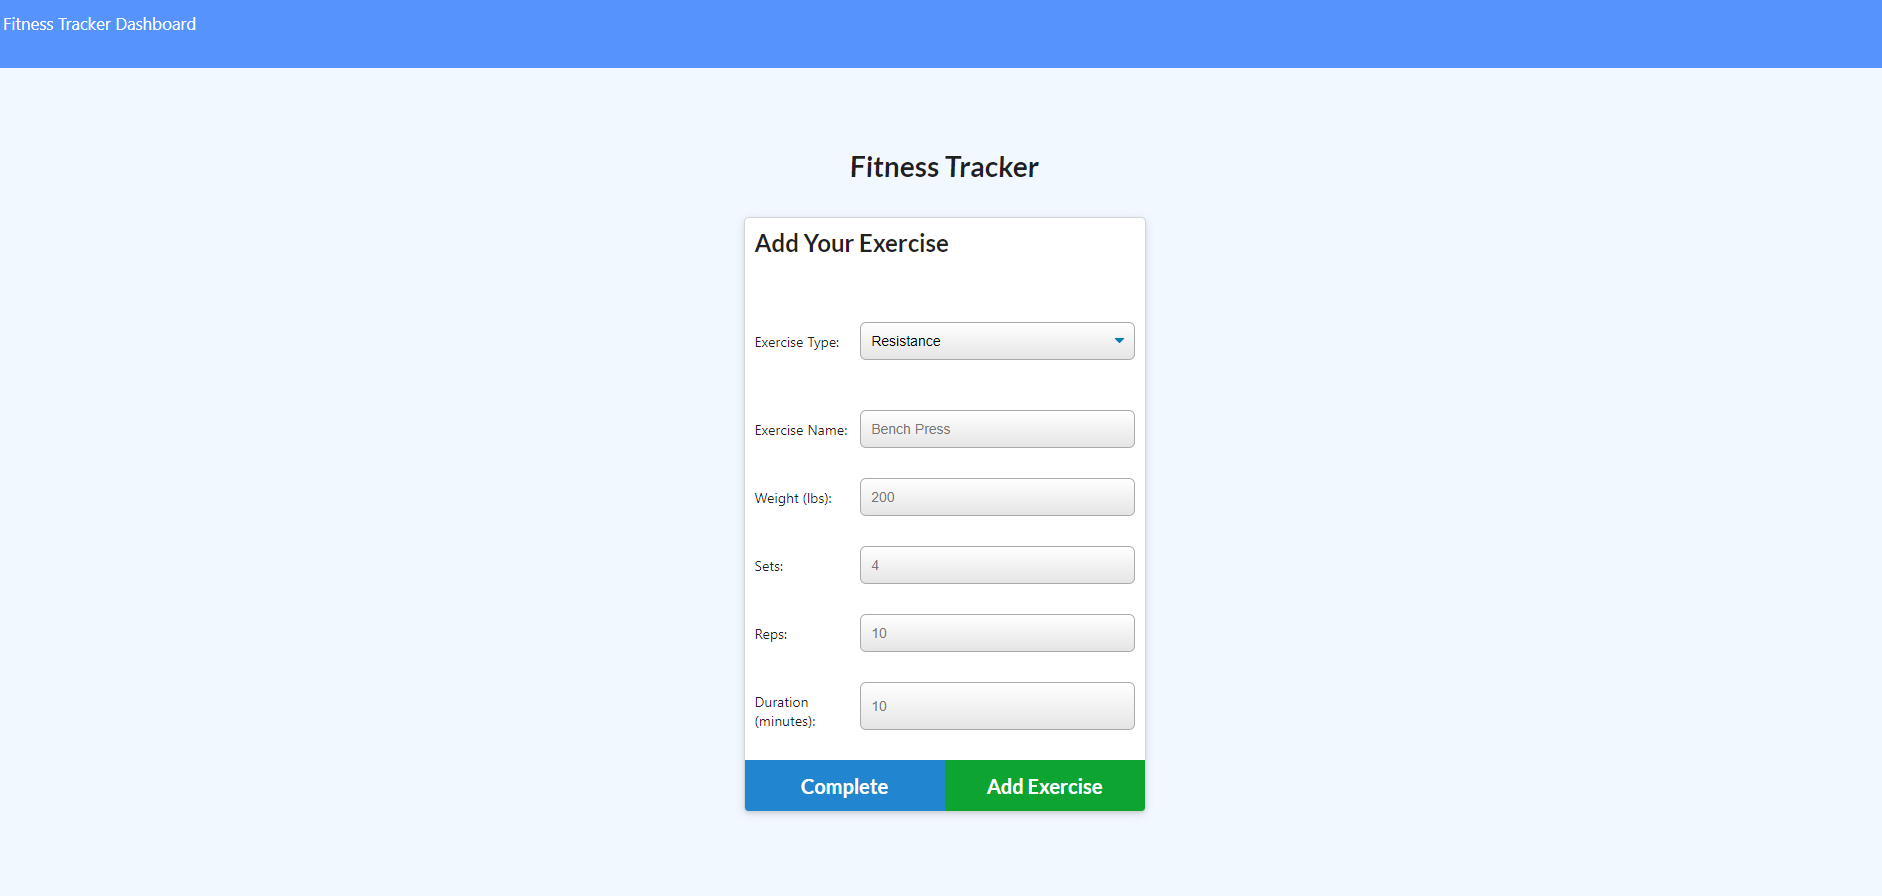 Fitness Tracker Dashboard
Fitness Tracker
Add Your Exercise
Exercise Type: Resistance
Exercise Name: Bench Press
Weight (lbs): 200
Sets: 4
Reps: 10
Duration
(minutes): 10
Complete Add Exercise